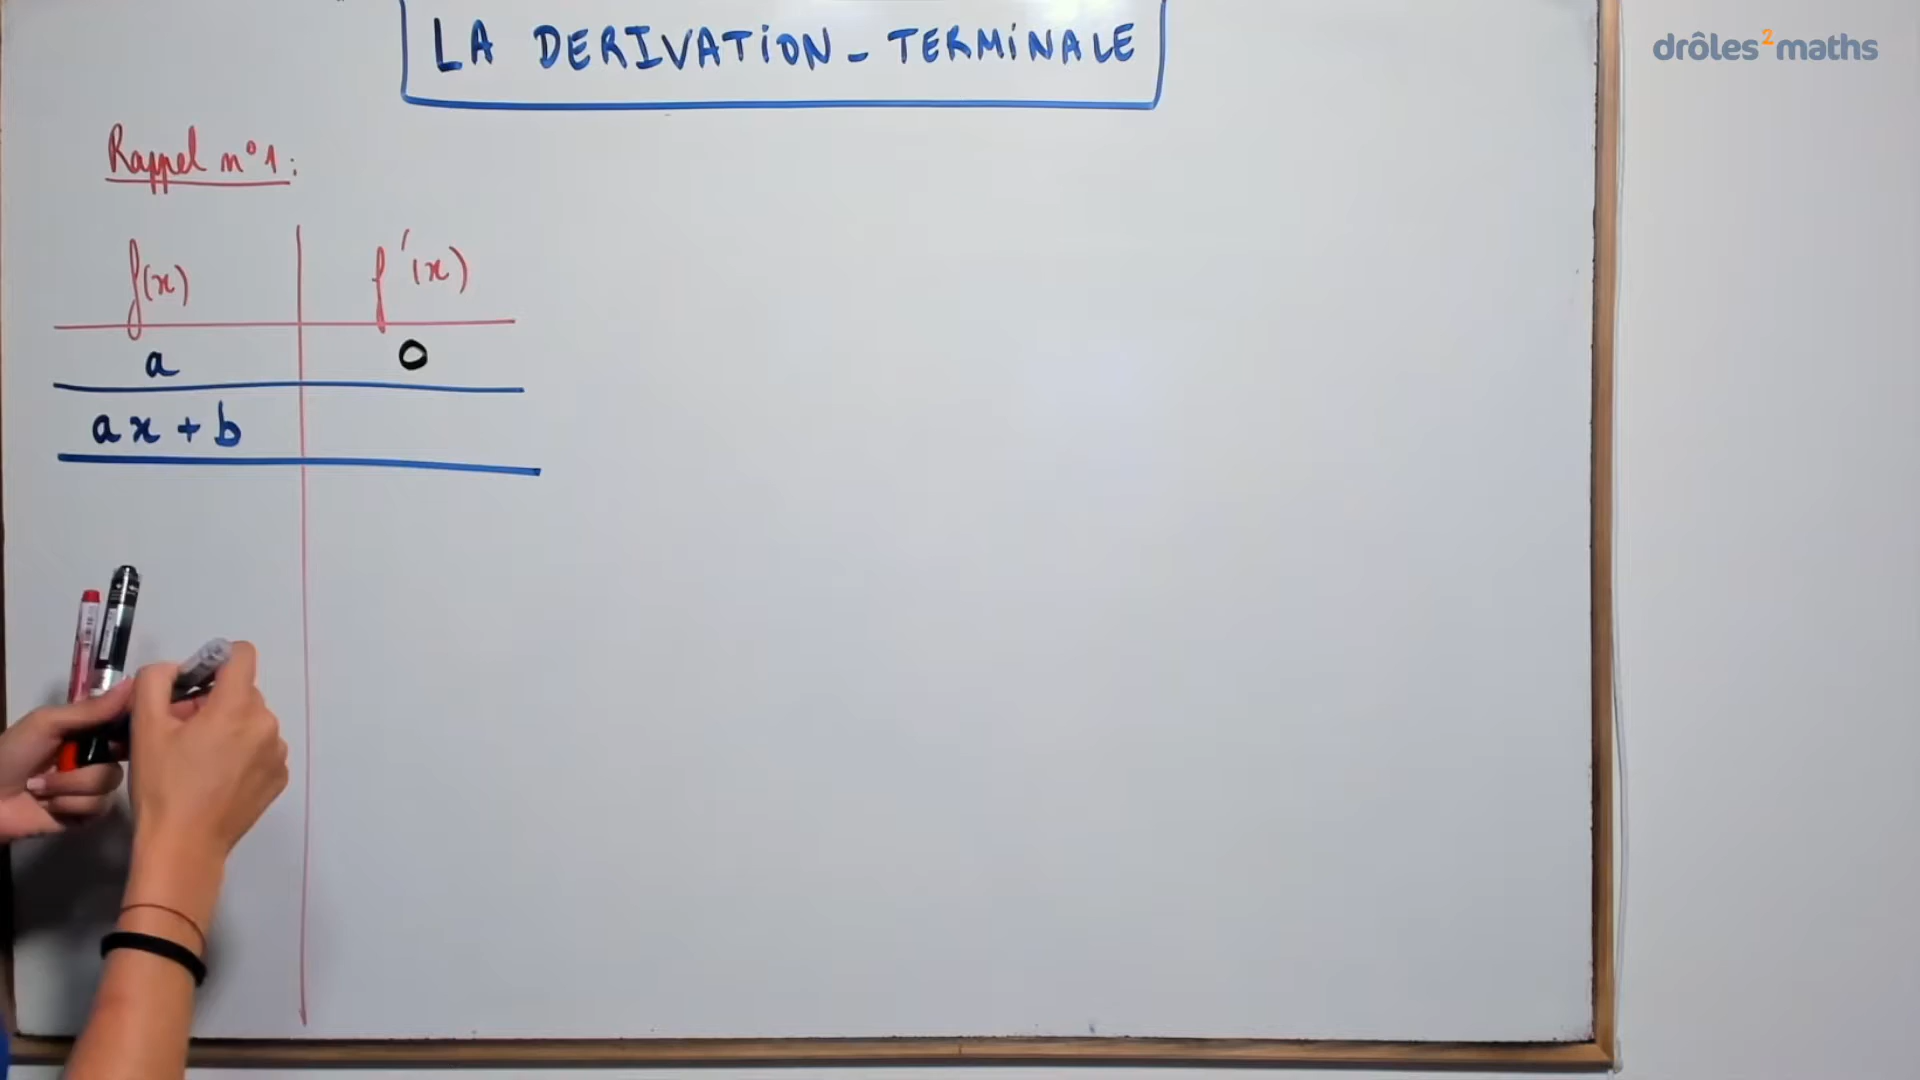 LA DERIVATION - TERMINALE
drôles²maths
Rappel n°1:
f(x) f'(x)
a 0
ax + b